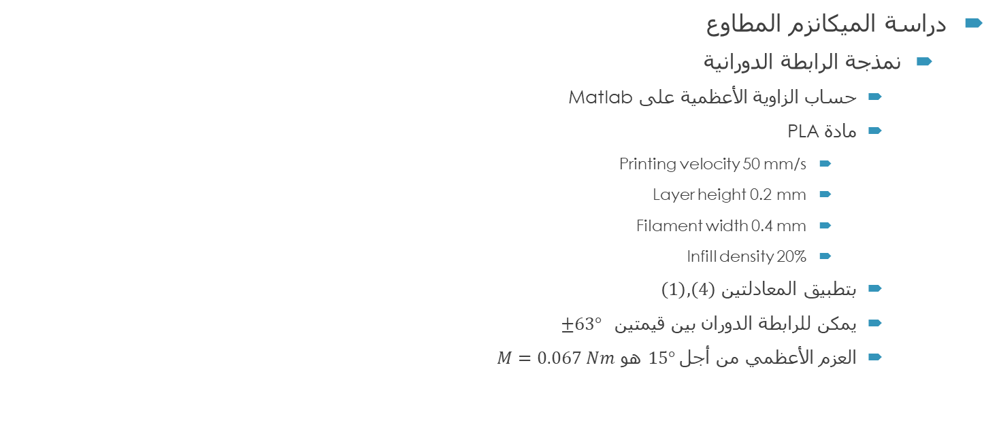 دراسة الميكانزم المطاوع
نمذجة الرابطة الدورانية
حساب الزاوية الأعظمية على Matlab
مادة PLA
Printing velocity 50 mm/s
Layer height 0.2 mm
Filament width 0.4 mm
Infill density 20%
بتطبيق المعادلتين (4),(1)
يمكن للرابطة الدوران بين قيمتين ±63°
العزم الأعظمي من أجل 15° هو M = 0.067 Nm